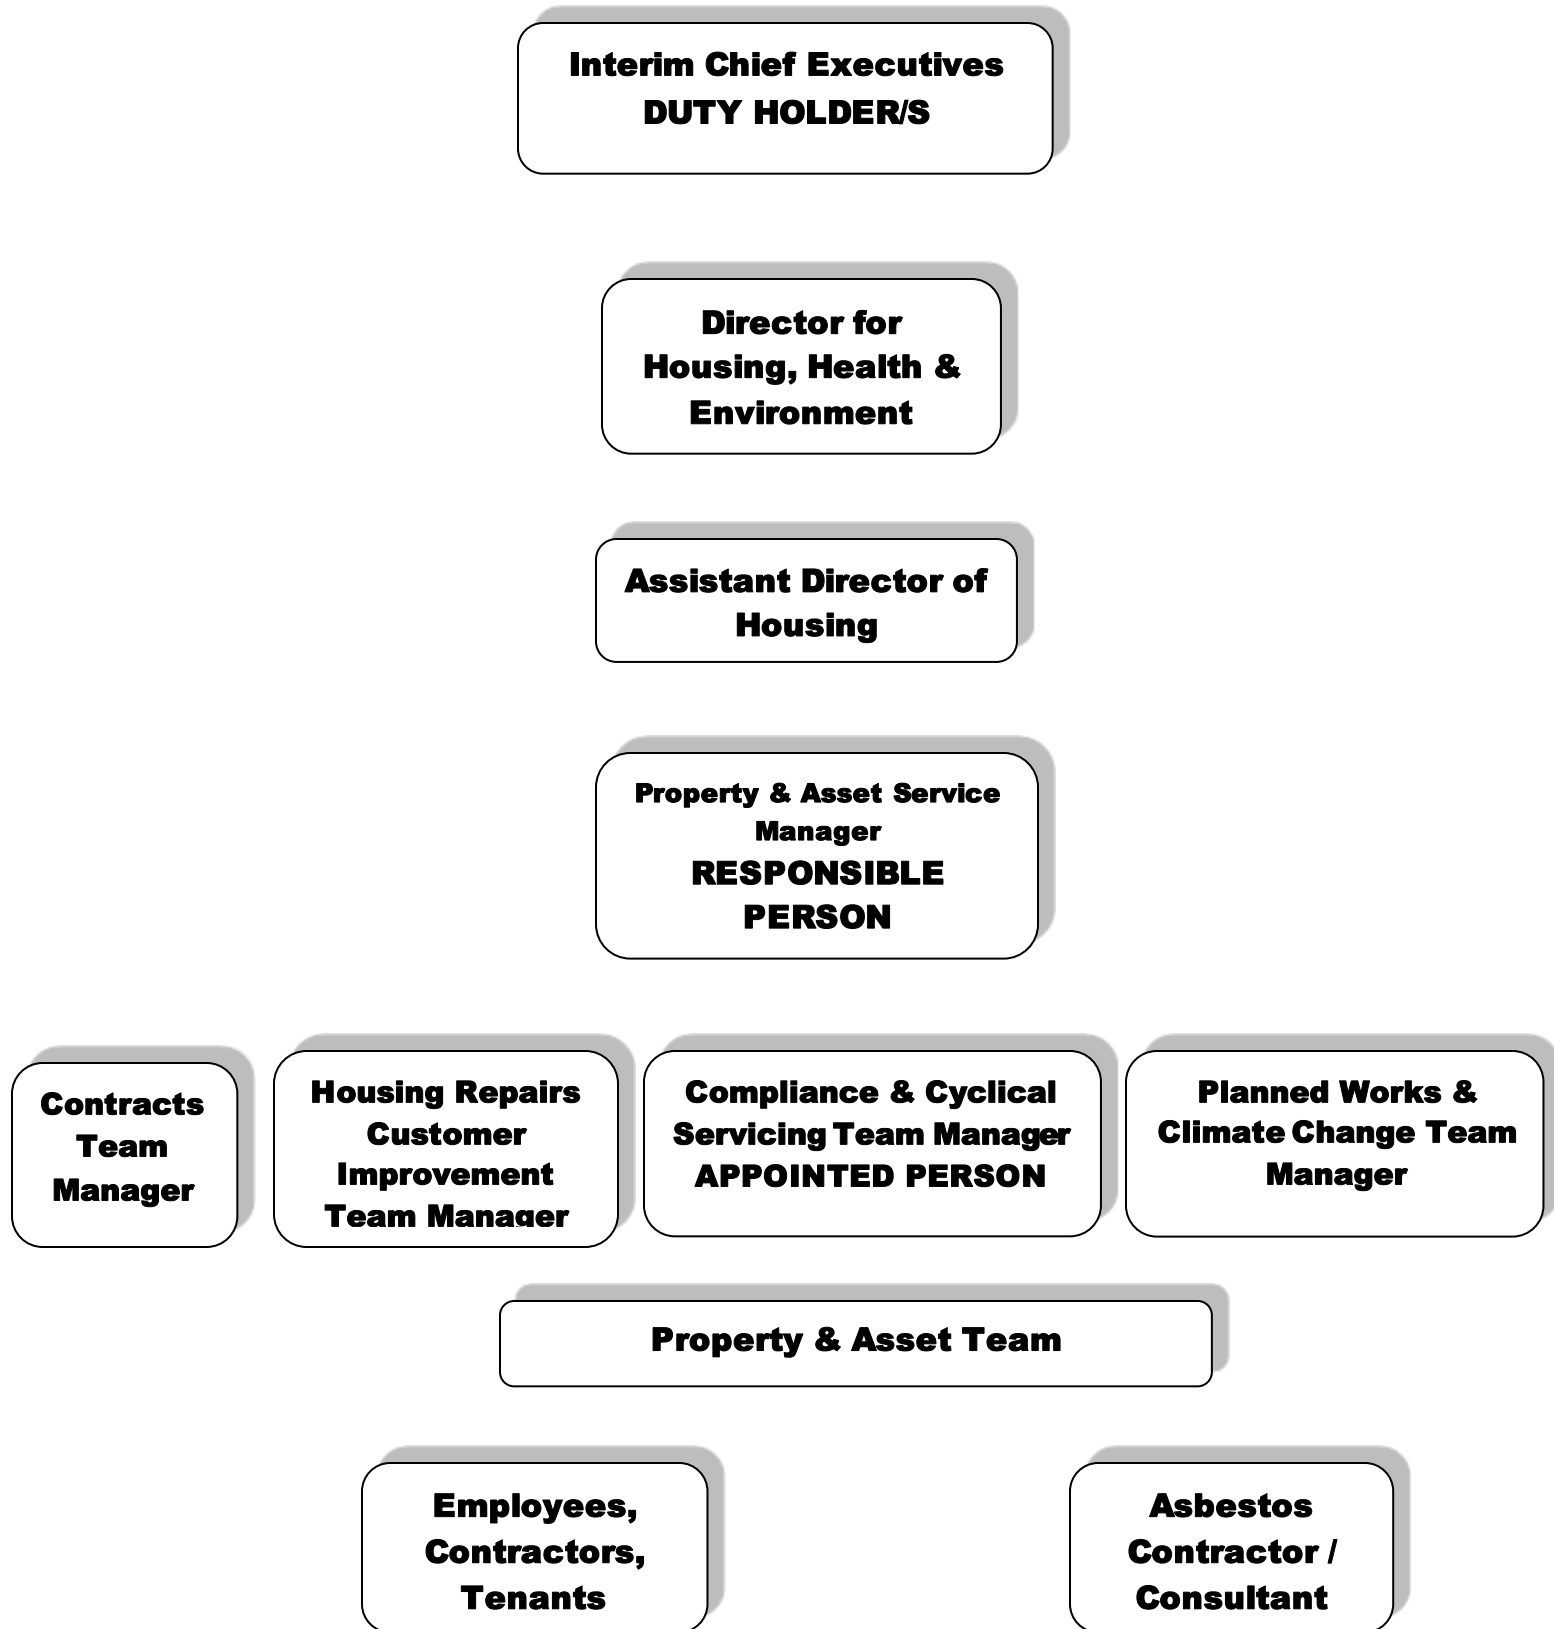 Interim Chief Executives
DUTY HOLDER/S
Director for
Housing, Health &
Environment
Assistant Director of
Housing
Property & Asset Service
Manager
RESPONSIBLE
PERSON
Contracts
Team
Manager
Housing Repairs
Customer
Improvement
Team Manager
Compliance & Cyclical
Servicing Team Manager
APPOINTED PERSON
Planned Works &
Climate Change Team
Manager
Property & Asset Team
Employees,
Contractors,
Tenants
Asbestos
Contractor /
Consultant